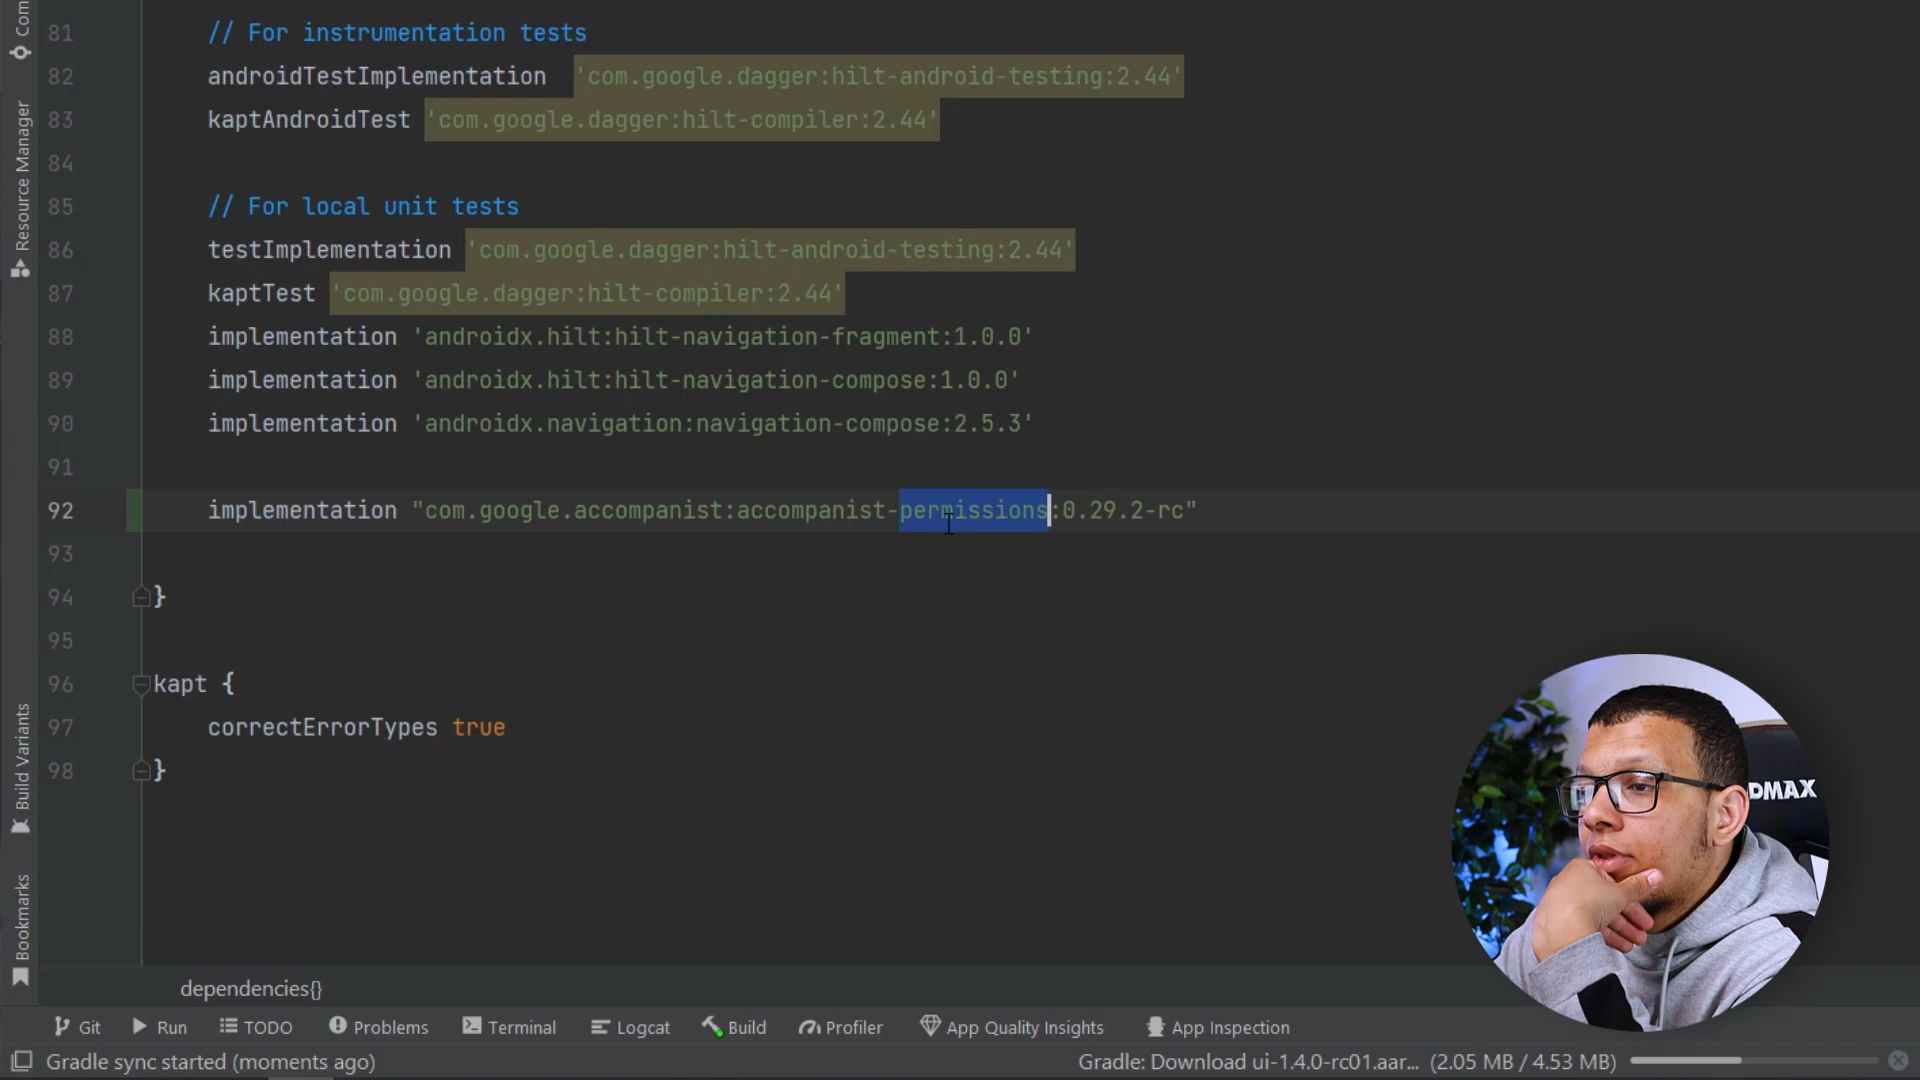 Com
Resource Manager
Build Variants
Bookmarks
81 // For instrumentation tests
82 androidTestImplementation 'com.google.dagger:hilt-android-testing:2.44'
83 kaptAndroidTest 'com.google.dagger:hilt-compiler:2.44'
84
85 // For local unit tests
86 testImplementation 'com.google.dagger:hilt-android-testing:2.44'
87 kaptTest 'com.google.dagger:hilt-compiler:2.44'
88 implementation 'androidx.hilt:hilt-navigation-fragment:1.0.0'
89 implementation 'androidx.hilt:hilt-navigation-compose:1.0.0'
90 implementation 'androidx.navigation:navigation-compose:2.5.3'
91
92 implementation "com.google.accompanist:accompanist-permissions:0.29.2-rc"
93
94 }
95
96 kapt {
97 correctErrorTypes true
98 }
DMAX
dependencies{}
Git Run TODO Problems Terminal Logcat Build Profiler App Quality Insights App Inspection
Gradle sync started (moments ago) Gradle: Download ui-1.4.0-rc01.aar... (2.05 MB / 4.53 MB)